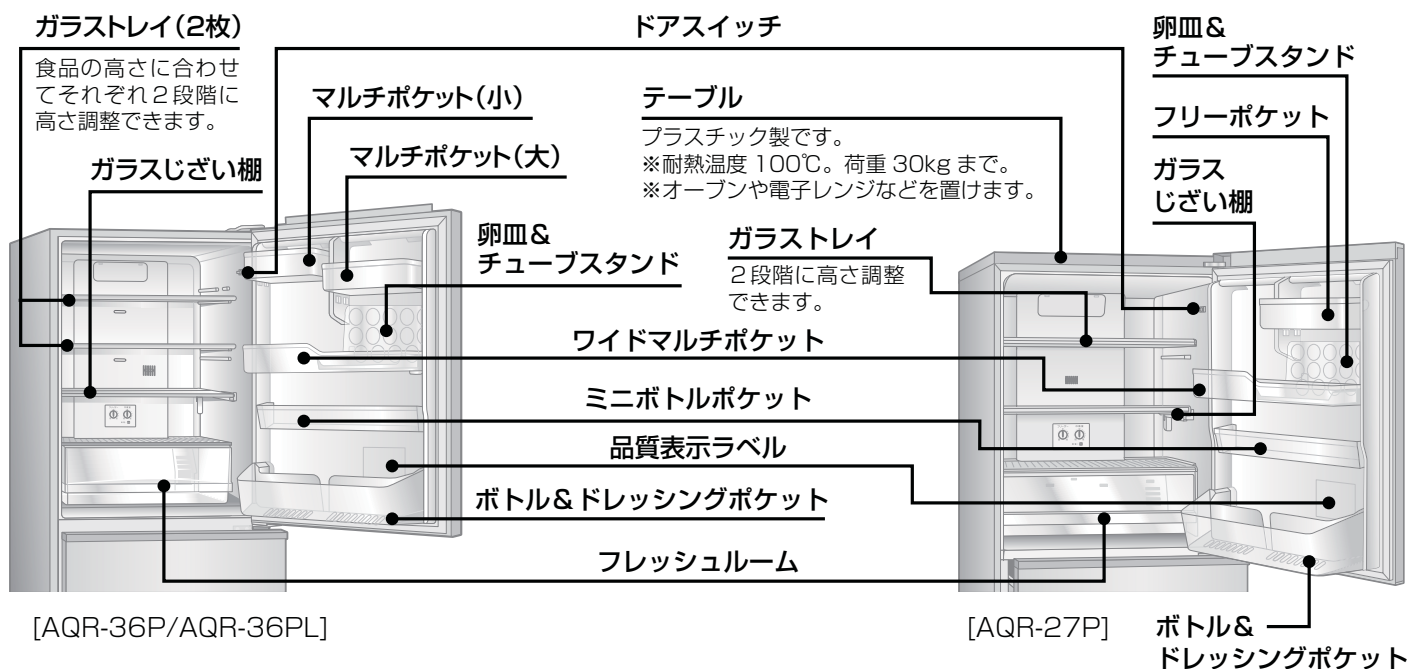 ガラストレイ(2枚)
食品の高さに合わせ
てそれぞれ2段階に
高さ調整できます。
ガラスじざい棚
マルチポケット(小)
マルチポケット(大)
卵皿&
チューブスタンド
ドアスイッチ
テーブル
プラスチック製です。
※耐熱温度 100℃。荷重 30kg まで。
※オーブンや電子レンジなどを置けます。
ガラストレイ
2段階に高さ調整
できます。
ワイドマルチポケット
ミニボトルポケット
品質表示ラベル
ボトル&ドレッシングポケット
フレッシュルーム
卵皿&
チューブスタンド
フリーポケット
ガラス
じざい棚
[AQR-36P/AQR-36PL]
[AQR-27P]
ボトル&
ドレッシングポケット